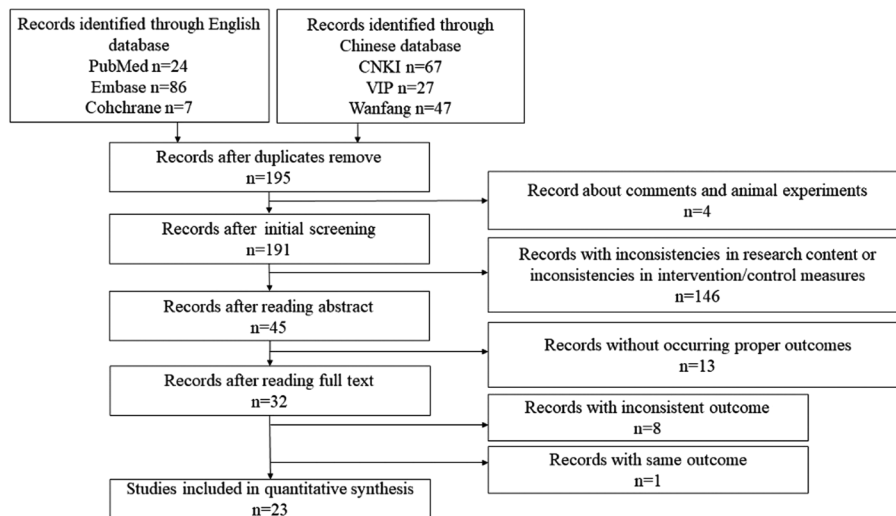 Records identified through English
database
PubMed n=24
Embase n=86
Cohchrane n=7
Records identified through
Chinese database
CNKI n=67
VIP n=27
Wanfang n=47
Records after duplicates remove
n=195
Record about comments and animal experiments
n=4
Records after initial screening
n=191
Records with inconsistencies in research content or
inconsistencies in intervention/control measures
n=146
Records after reading abstract
n=45
Records without occurring proper outcomes
n=13
Records after reading full text
n=32
Records with inconsistent outcome
n=8
Records with same outcome
n=1
Studies included in quantitative synthesis
n=23